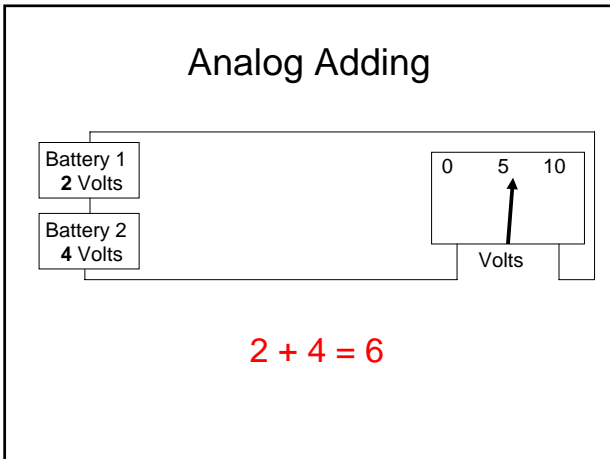 Analog Adding
Battery 1
2 Volts
Battery 2
4 Volts
0 5 10
Volts
2 + 4 = 6